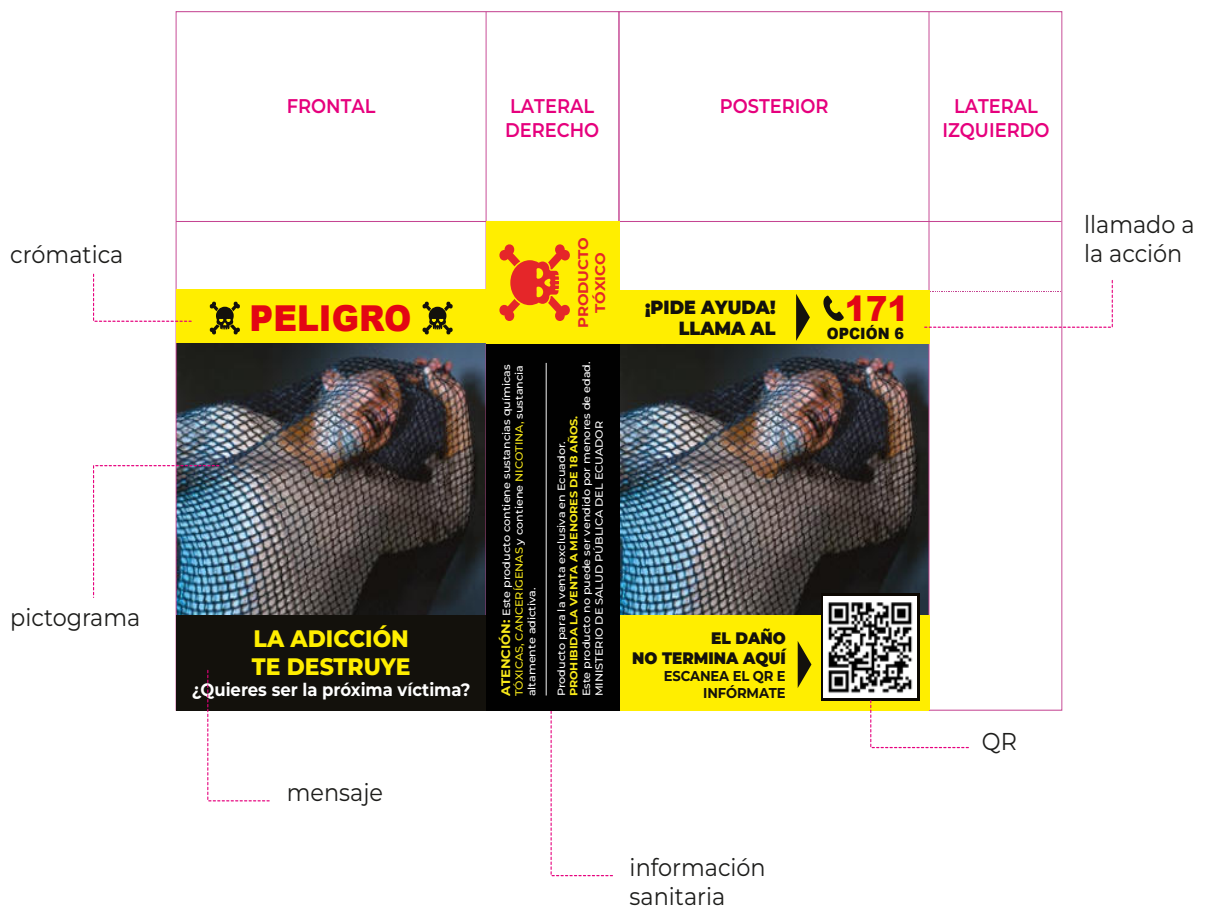 FRONTAL
LATERAL
DERECHO
POSTERIOR
LATERAL
IZQUIERDO
crómatica
llamado a
la acción
PELIGRO
PRODUCTO
TÓXICO
¡PIDE AYUDA!
LLAMA AL
171
OPCIÓN 6
pictograma
LA ADICCIÓN
TE DESTRUYE
¿Quieres ser la próxima víctima?
ATENCIÓN: Este producto contiene sustancias químicas
TÓXICAS, CANCERÍGENAS y contiene NICOTINA, sustancia
altamente adictiva.
Producto para la venta exclusiva en Ecuador.
PROHIBIDA LA VENTA A MENORES DE 18 AÑOS.
Este producto no puede ser vendido por menores de edad.
MINISTERIO DE SALUD PÚBLICA DEL ECUADOR
EL DAÑO
NO TERMINA AQUÍ
ESCANEA EL QR E
INFÓRMATE
QR
mensaje
información
sanitaria